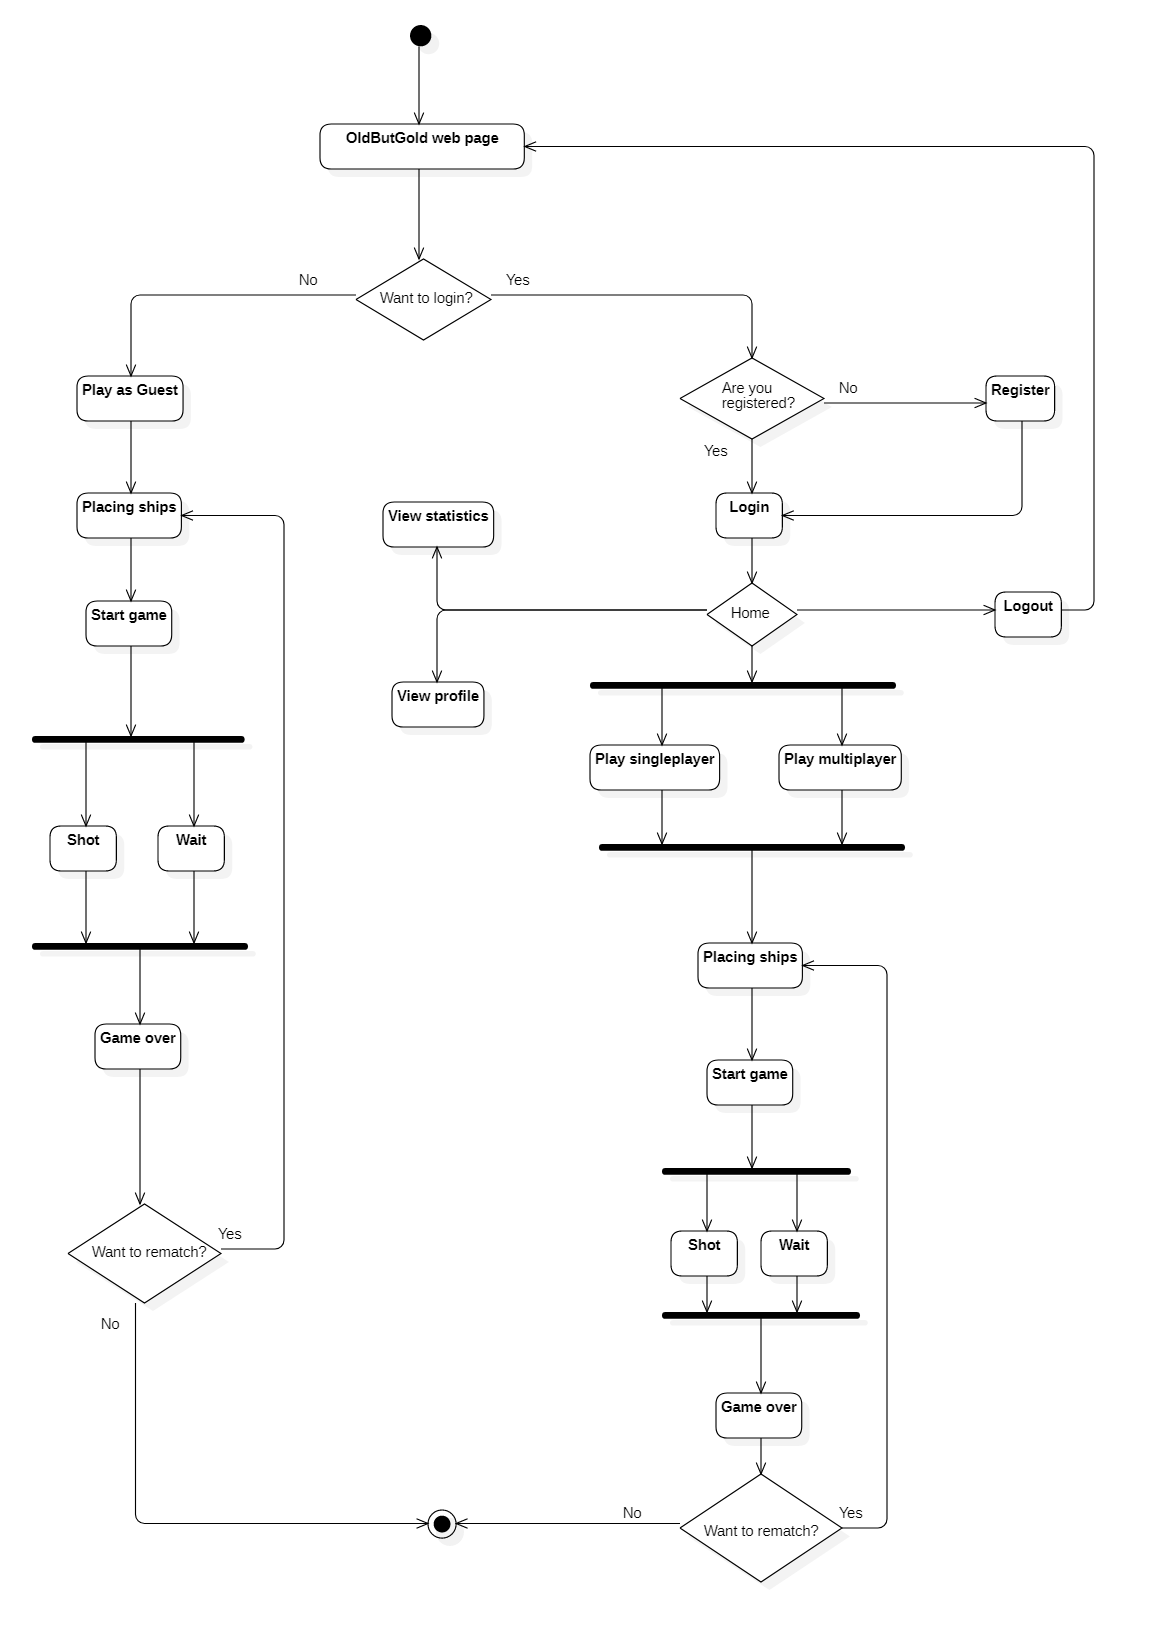 OldButGold web page
No
Yes
Want to login?
Play as Guest
Are you
registered?
No
Register
Yes
Placing ships
View statistics
Login
Start game
Home
Logout
View profile
Play singleplayer
Play multiplayer
Shot
Wait
Placing ships
Game over
Start game
Yes
Want to rematch?
Shot
Wait
No
Game over
No
Yes
Want to rematch?